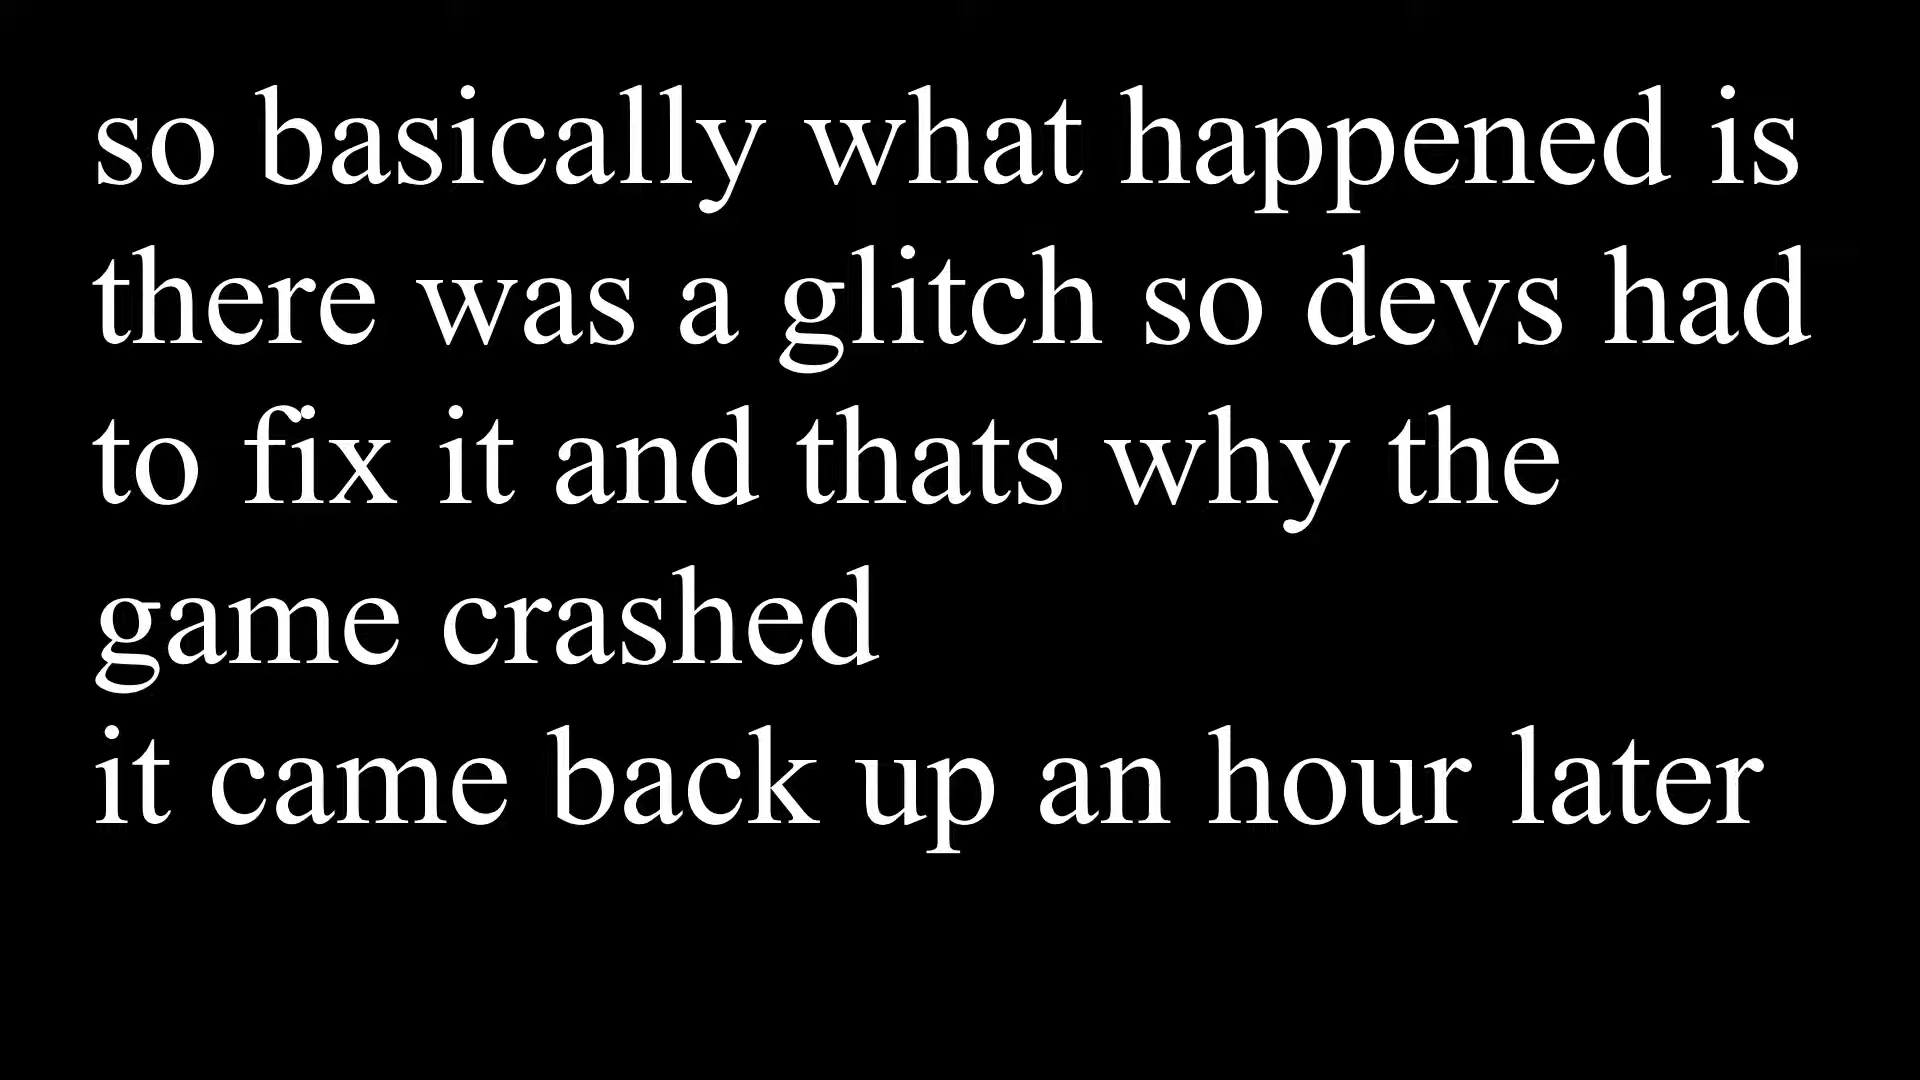 so basically what happened is
there was a glitch so devs had
to fix it and thats why the
game crashed
it came back up an hour later